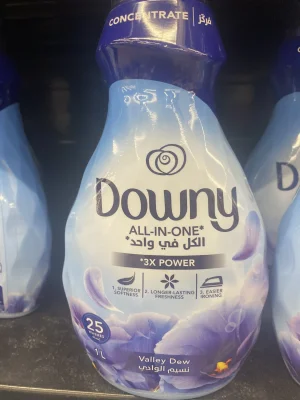 CONCENTRATE | مُركّز
Downy
ALL-IN-ONE*
الكل في واحد*
*3X POWER
1. SUPERIOR SOFTNESS
2. LONGER-LASTING FRESHNESS
3. EASIER IRONING
25
1L
Valley Dew
نسيم الوادي
D